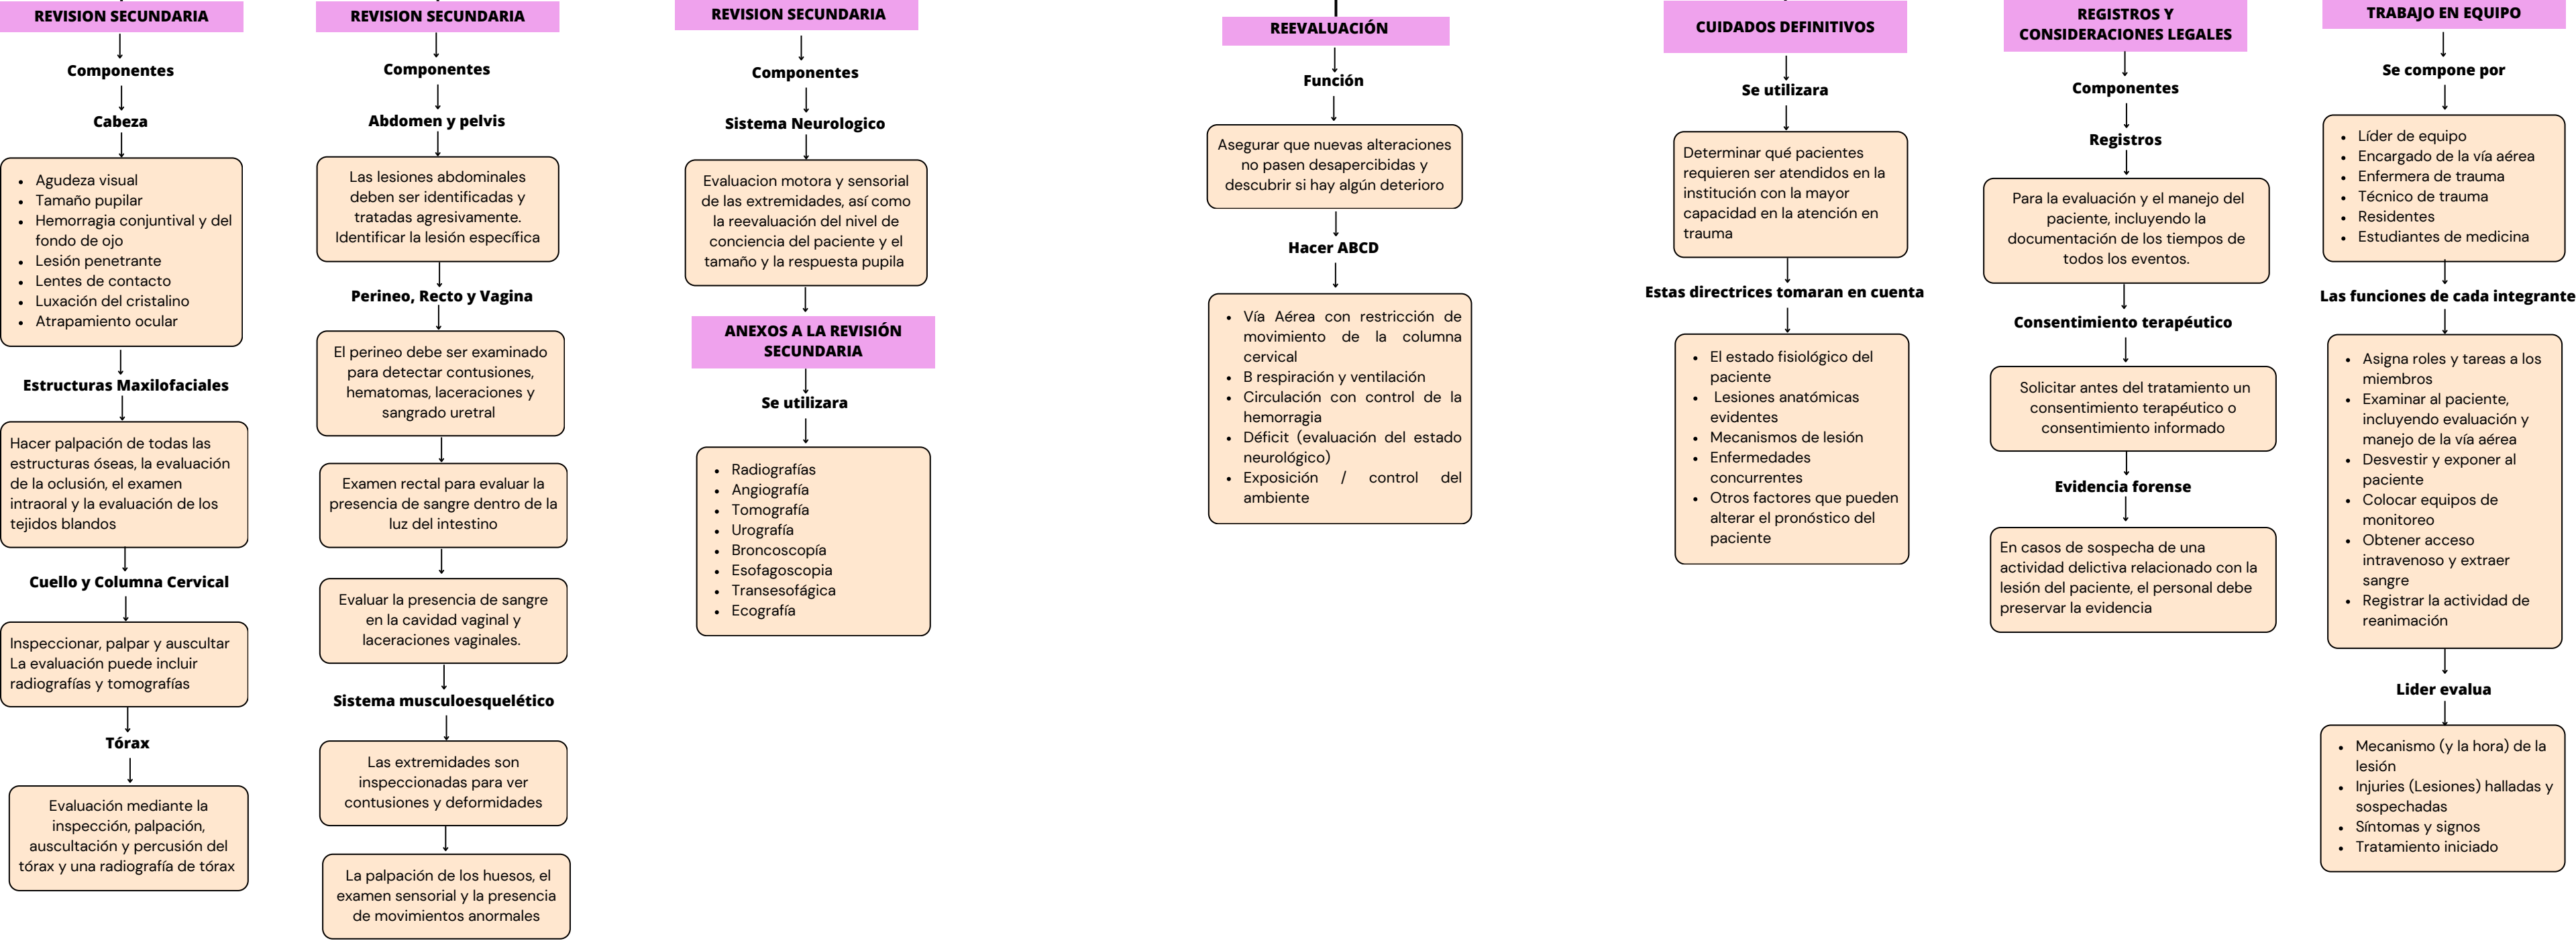 REVISION SECUNDARIA
Componentes
Cabeza
Agudeza visual
Tamaño pupilar
Hemorragia conjuntival y del
fondo de ojo
Lesión penetrante
Lentes de contacto
Luxación del cristalino
Atrapamiento ocular
Estructuras Maxilofaciales
Hacer palpación de todas las
estructuras óseas, la evaluación
de la oclusión, el examen
intraoral y la evaluación de los
tejidos blandos
Cuello y Columna Cervical
Inspeccionar, palpar y auscultar
La evaluación puede incluir
radiografías y tomografías
Tórax
Evaluación mediante la
inspección, palpación,
auscultación y percusión del
tórax y una radiografía de tórax
REVISION SECUNDARIA
Componentes
Abdomen y pelvis
Las lesiones abdominales
deben ser identificadas y
tratadas agresivamente.
Identificar la lesión específica
Perineo, Recto y Vagina
El perineo debe ser examinado
para detectar contusiones,
hematomas, laceraciones y
sangrado uretral
Examen rectal para evaluar la
presencia de sangre dentro de la
luz del intestino
Evaluar la presencia de sangre
en la cavidad vaginal y
laceraciones vaginales.
Sistema musculoesquelético
Las extremidades son
inspeccionadas para ver
contusiones y deformidades
La palpación de los huesos, el
examen sensorial y la presencia
de movimientos anormales
REVISION SECUNDARIA
Componentes
Sistema Neurologico
Evaluacion motora y sensorial
de las extremidades, así como
la reevaluación del nivel de
conciencia del paciente y el
tamaño y la respuesta pupila
ANEXOS A LA REVISIÓN
SECUNDARIA
Se utilizara
Radiografías
Angiografía
Tomografía
Urografía
Broncoscopía
Esofagoscopia
Transesofágica
Ecografía
REEVALUACIÓN
Función
Asegurar que nuevas alteraciones
no pasen desapercibidas y
descubrir si hay algún deterioro
Hacer ABCD
Vía Aérea con restricción de
movimiento de la columna
cervical
B respiración y ventilación
Circulación con control de la
hemorragia
Déficit (evaluación del estado
neurológico)
Exposición / control del
ambiente
CUIDADOS DEFINITIVOS
Se utilizara
Determinar qué pacientes
requieren ser atendidos en la
institución con la mayor
capacidad en la atención en
trauma
Estas directrices tomaran en cuenta
El estado fisiológico del
paciente
Lesiones anatómicas
evidentes
Mecanismos de lesión
Enfermedades
concurrentes
Otros factores que pueden
alterar el pronóstico del
paciente
REGISTROS Y
CONSIDERACIONES LEGALES
Componentes
Registros
Para la evaluación y el manejo del
paciente, incluyendo la
documentación de los tiempos de
todos los eventos.
Consentimiento terapéutico
Solicitar antes del tratamiento un
consentimiento terapéutico o
consentimiento informado
Evidencia forense
En casos de sospecha de una
actividad delictiva relacionado con la
lesión del paciente, el personal debe
preservar la evidencia
TRABAJO EN EQUIPO
Se compone por
Líder de equipo
Encargado de la vía aérea
Enfermera de trauma
Técnico de trauma
Residentes
Estudiantes de medicina
Las funciones de cada integrante
Asigna roles y tareas a los
miembros
Examinar al paciente,
incluyendo evaluación y
manejo de la vía aérea
Desvestir y exponer al
paciente
Colocar equipos de
monitoreo
Obtener acceso
intravenoso y extraer
sangre
Registrar la actividad de
reanimación
Lider evalua
Mecanismo (y la hora) de la
lesión
Injuries (Lesiones) halladas y
sospechadas
Síntomas y signos
Tratamiento iniciado